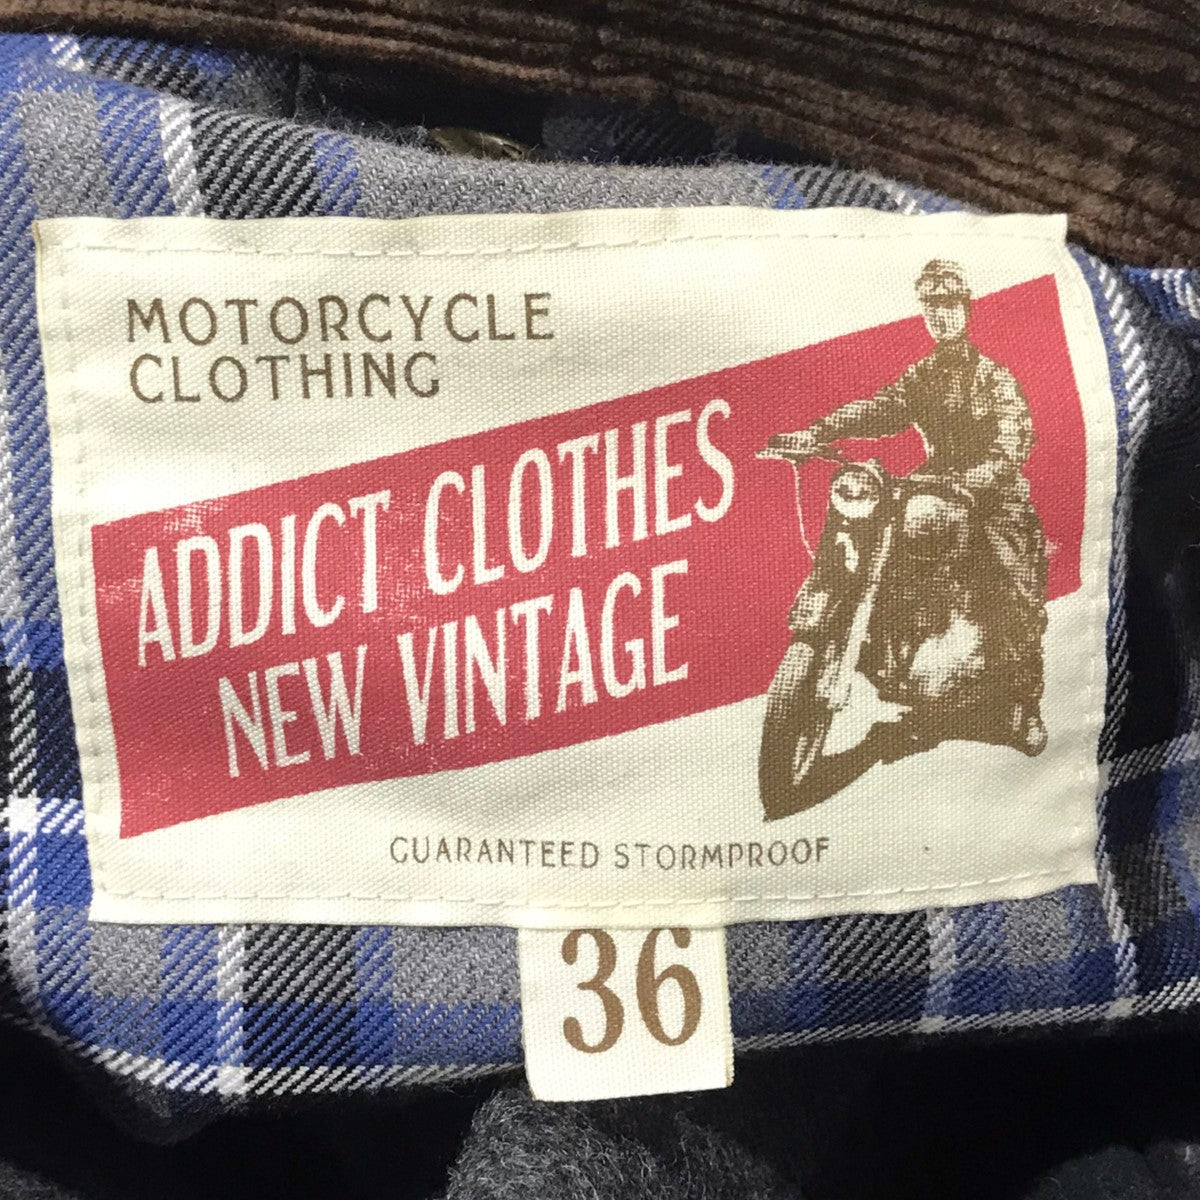 MOTORCYCLE
CLOTHING
ADDICT CLOTHES
NEW VINTAGE
GUARANTEED STORMPROOF
36